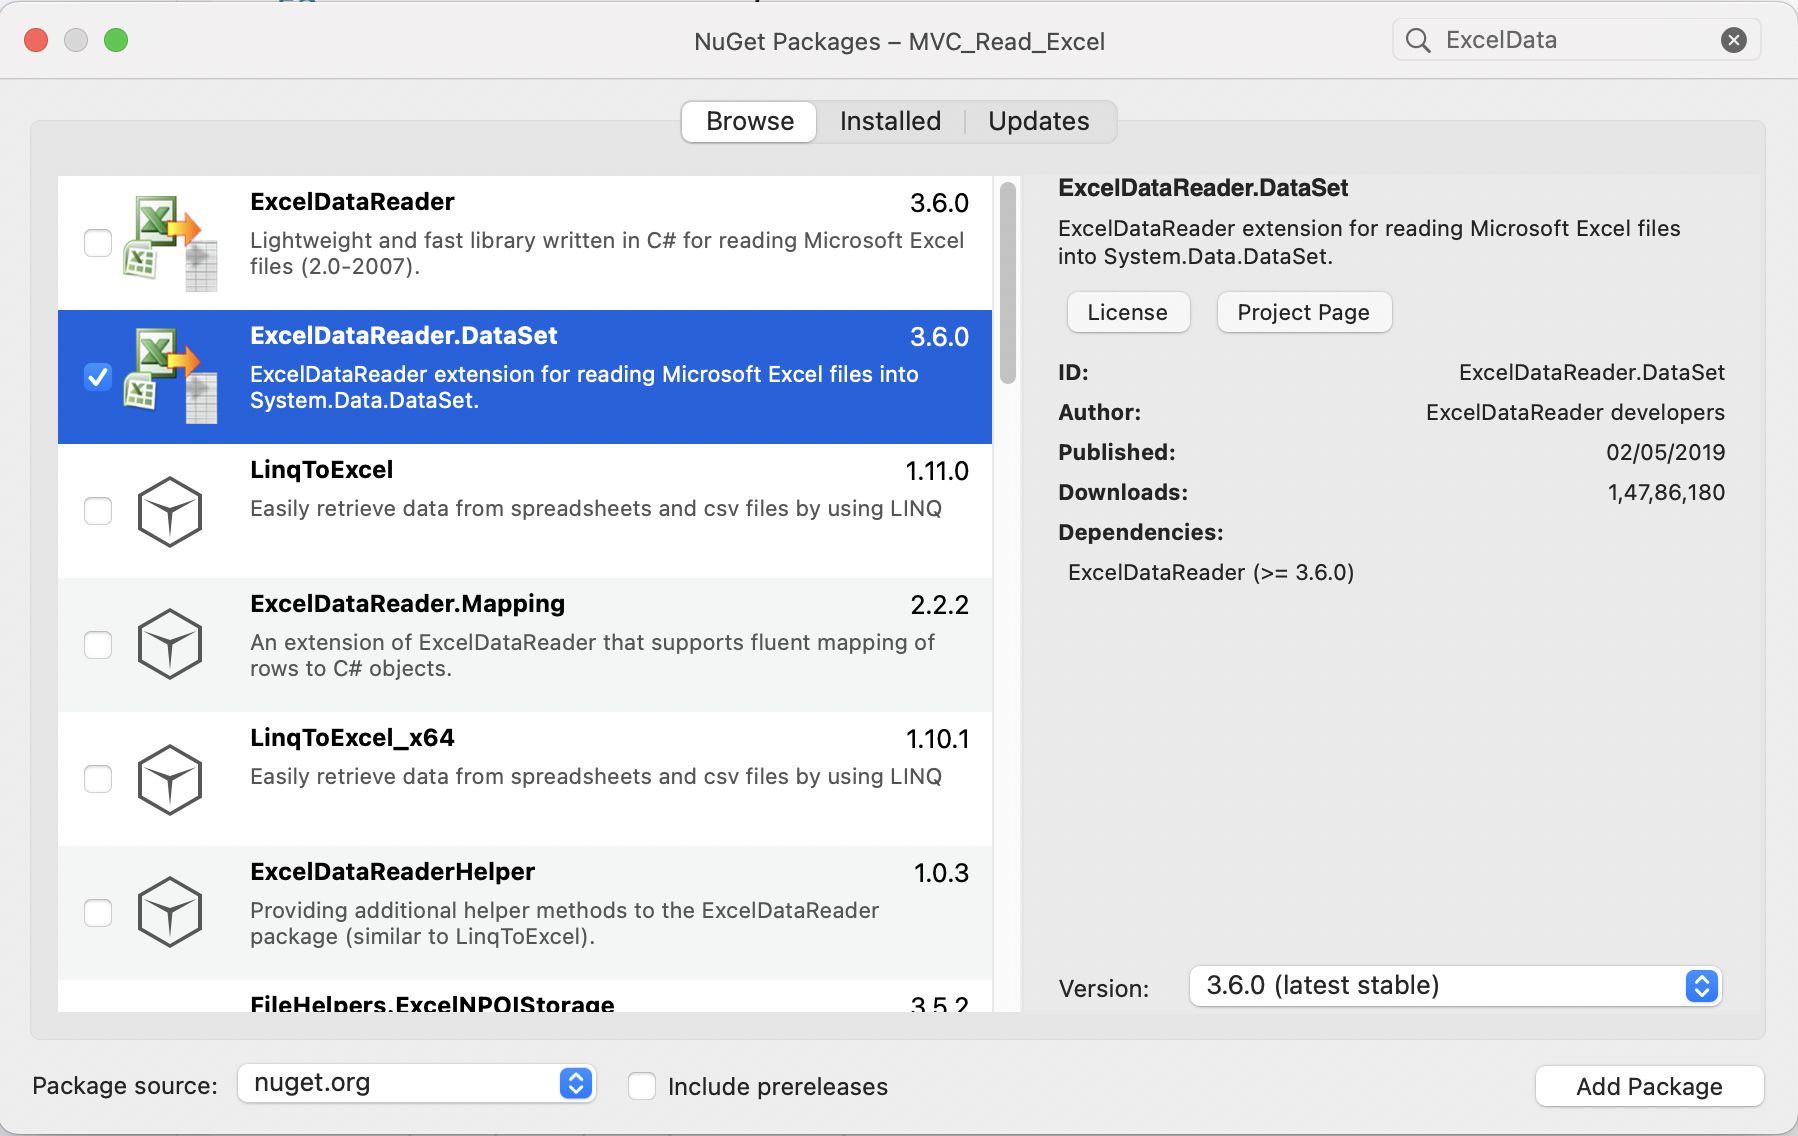 NuGet Packages – MVC_Read_Excel
ExcelData
Browse
Installed
Updates
ExcelDataReader
3.6.0
Lightweight and fast library written in C# for reading Microsoft Excel
files (2.0-2007).
ExcelDataReader.DataSet
3.6.0
ExcelDataReader extension for reading Microsoft Excel files into
System.Data.DataSet.
LinqToExcel
1.11.0
Easily retrieve data from spreadsheets and csv files by using LINQ
ExcelDataReader.Mapping
2.2.2
An extension of ExcelDataReader that supports fluent mapping of
rows to C# objects.
LinqToExcel_x64
1.10.1
Easily retrieve data from spreadsheets and csv files by using LINQ
ExcelDataReaderHelper
1.0.3
Providing additional helper methods to the ExcelDataReader
package (similar to LinqToExcel).
FileHelpers.ExcelNPOIStorage
3.5.2
ExcelDataReader.DataSet
ExcelDataReader extension for reading Microsoft Excel files
into System.Data.DataSet.
License
Project Page
ID: ExcelDataReader.DataSet
Author: ExcelDataReader developers
Published: 02/05/2019
Downloads: 1,47,86,180
Dependencies:
ExcelDataReader (>= 3.6.0)
Version: 3.6.0 (latest stable)
Package source: nuget.org
Include prereleases
Add Package